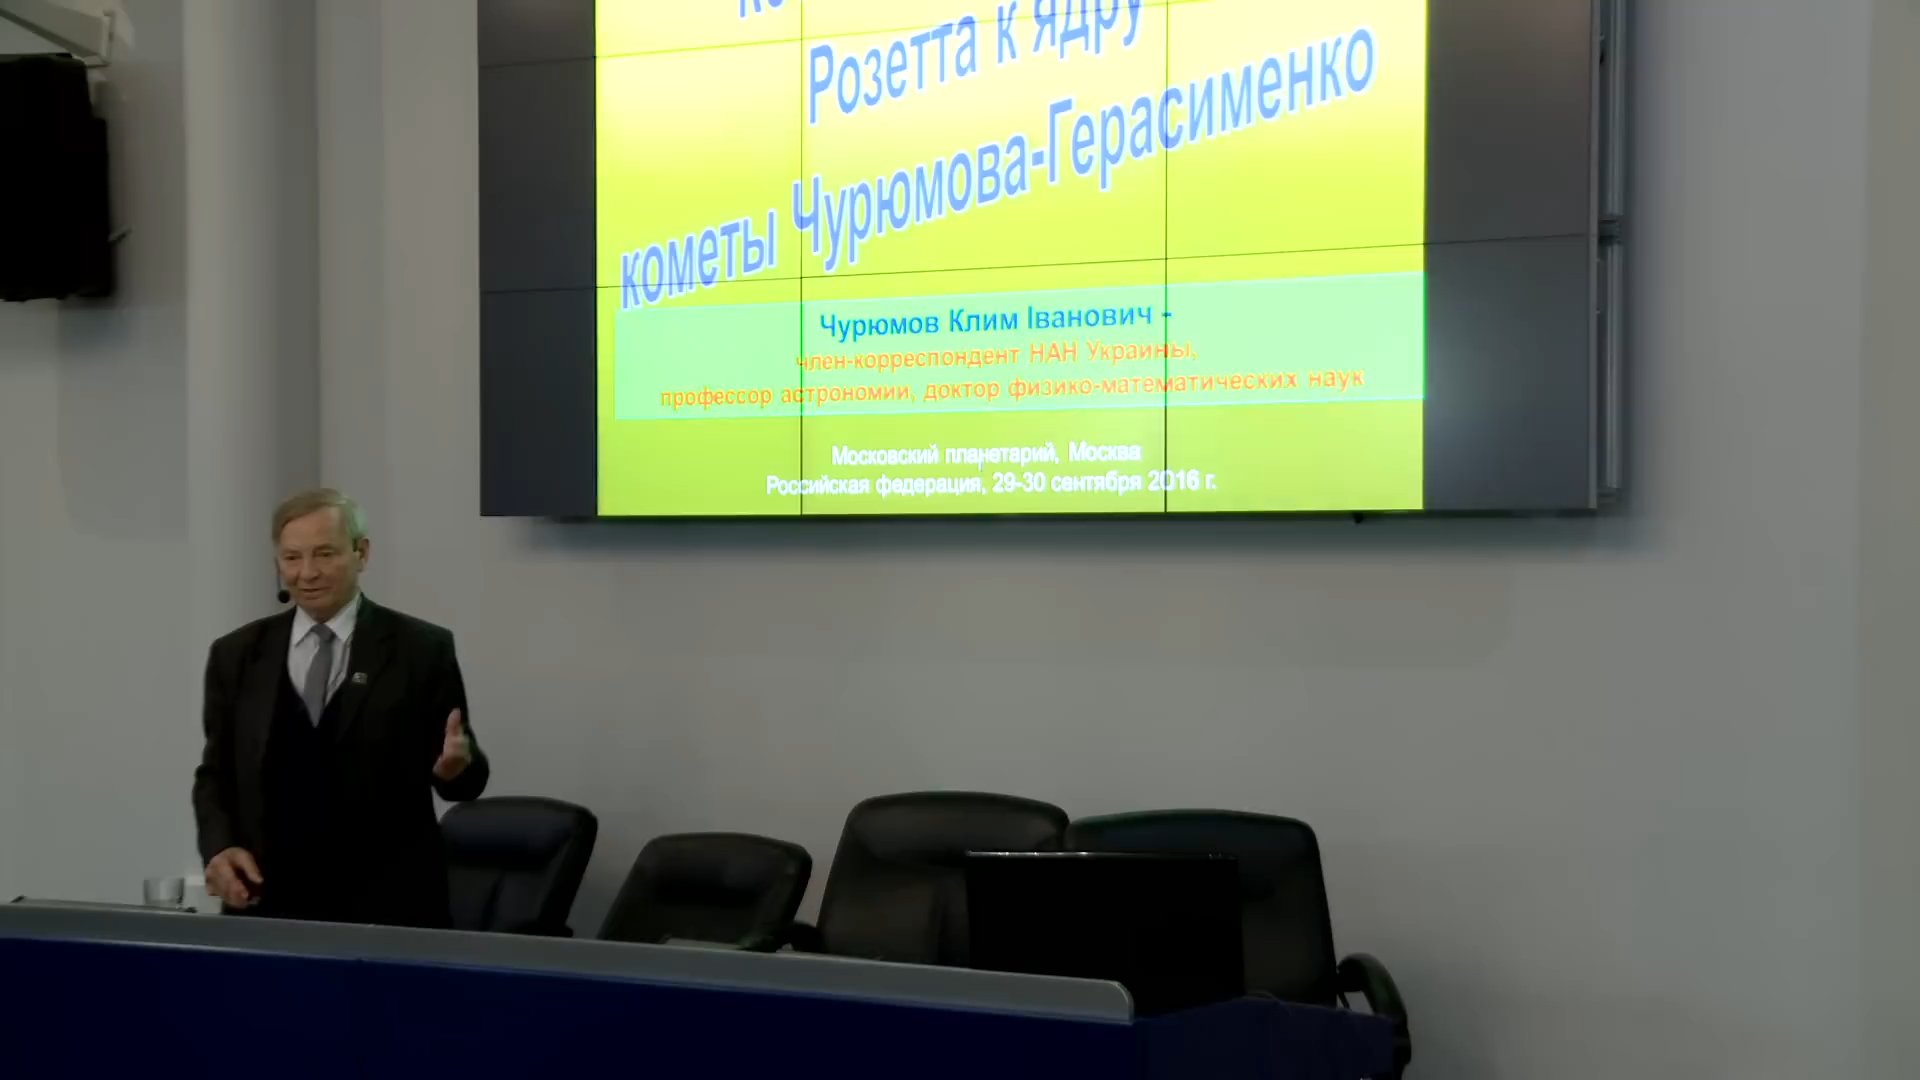 Розетта к ядру
кометы Чурюмова-Герасименко
Чурюмов Клим Іванович -
член-корреспондент НАН Украины,
профессор астрономии, доктор физико-математических наук
Московский планетарий, Москва
Российская федерация, 29-30 сентября 2016 г.